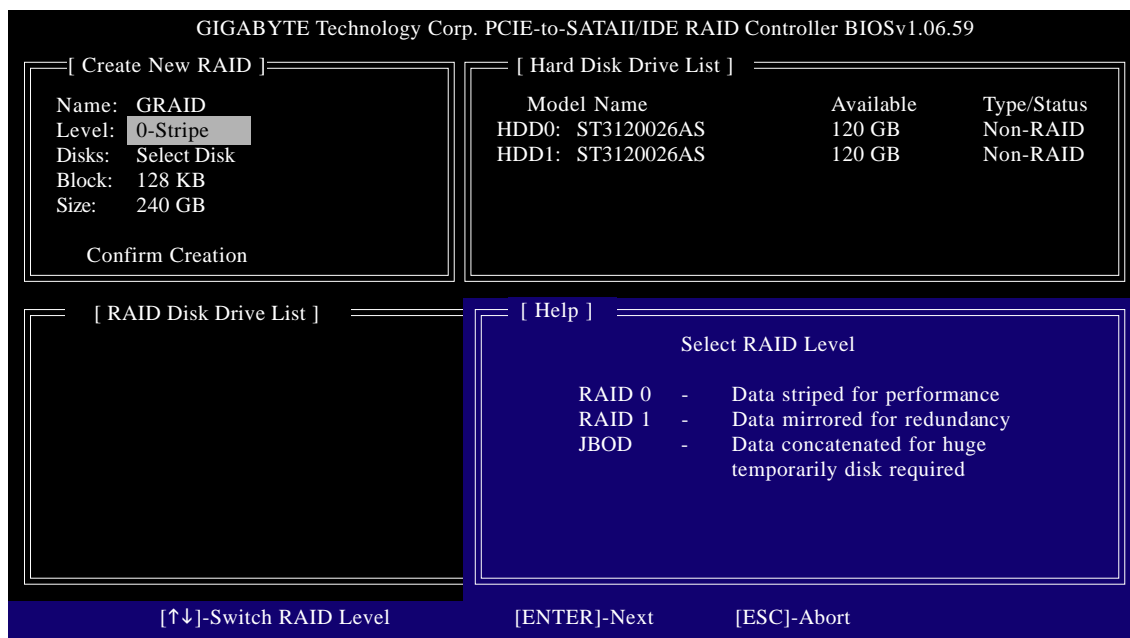 GIGABYTE Technology Corp. PCIE-to-SATAII/IDE RAID Controller BIOSv1.06.59
[ Create New RAID ]
Name: GRAID
Level: 0-Stripe
Disks: Select Disk
Block: 128 KB
Size: 240 GB
Confirm Creation
[ Hard Disk Drive List ]
Model Name Available Type/Status
HDD0: ST3120026AS 120 GB Non-RAID
HDD1: ST3120026AS 120 GB Non-RAID
[ RAID Disk Drive List ]
[ Help ]
Select RAID Level
RAID 0 - Data striped for performance
RAID 1 - Data mirrored for redundancy
JBOD - Data concatenated for huge
temporarily disk required
[↑↓]-Switch RAID Level [ENTER]-Next [ESC]-Abort